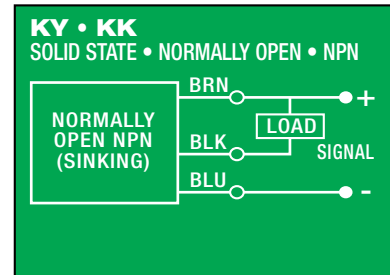 KY • KK
SOLID STATE • NORMALLY OPEN • NPN
BRN
+
NORMALLY
OPEN NPN
(SINKING)
LOAD
BLK
SIGNAL
BLU
-